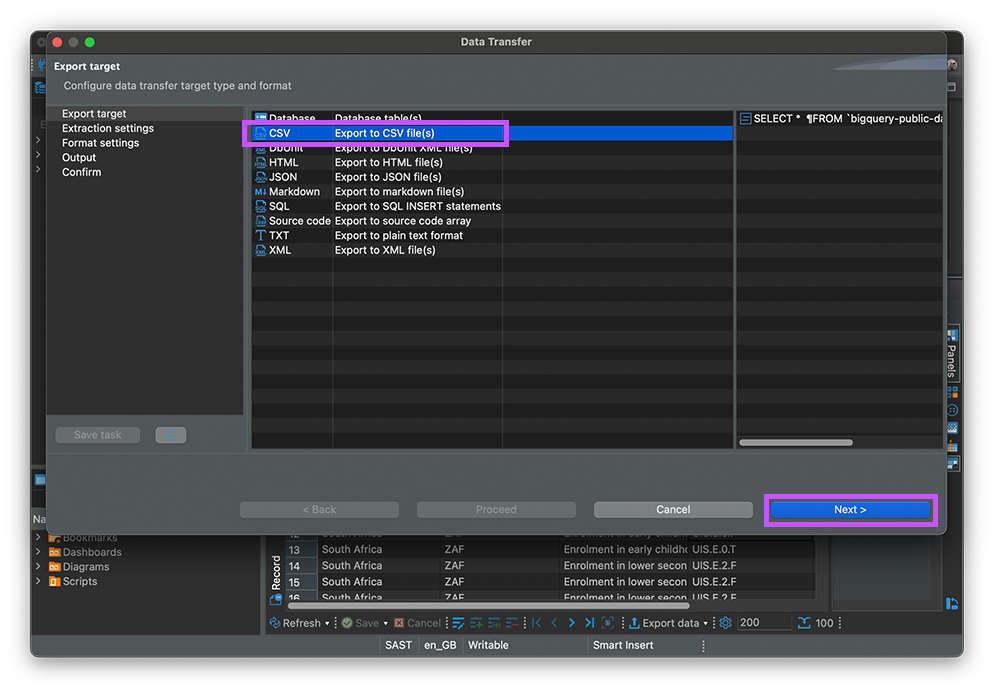 Data Transfer
Export target
Configure data transfer target type and format
Export target
Extraction settings
Format settings
Output
Confirm
Database Database table(s)
CSV Export to CSV file(s)
DbUnit Export to DbUnit XML file(s)
HTML Export to HTML file(s)
JSON Export to JSON file(s)
Markdown Export to markdown file(s)
SQL Export to SQL INSERT statements
Source code Export to source code array
TXT Export to plain text format
XML Export to XML file(s)
SELECT * ¶FROM `bigquery-public-da
Panels
Save task
< Back Proceed Cancel Next >
Na
Bookmarks
Dashboards
Diagrams
Scripts
Record
12 South Africa ZAF Enrolment in early childh
13 South Africa ZAF Enrolment in early childh UIS.E.0.T
14 South Africa ZAF Enrolment in lower secon UIS.E.2.F
15 South Africa ZAF Enrolment in lower secon UIS.E.2.F
16 South Africa ZAF Enrolment in lower secon UIS.E.2.F
Refresh Save Cancel Export data 200 100
SAST en_GB Writable Smart Insert